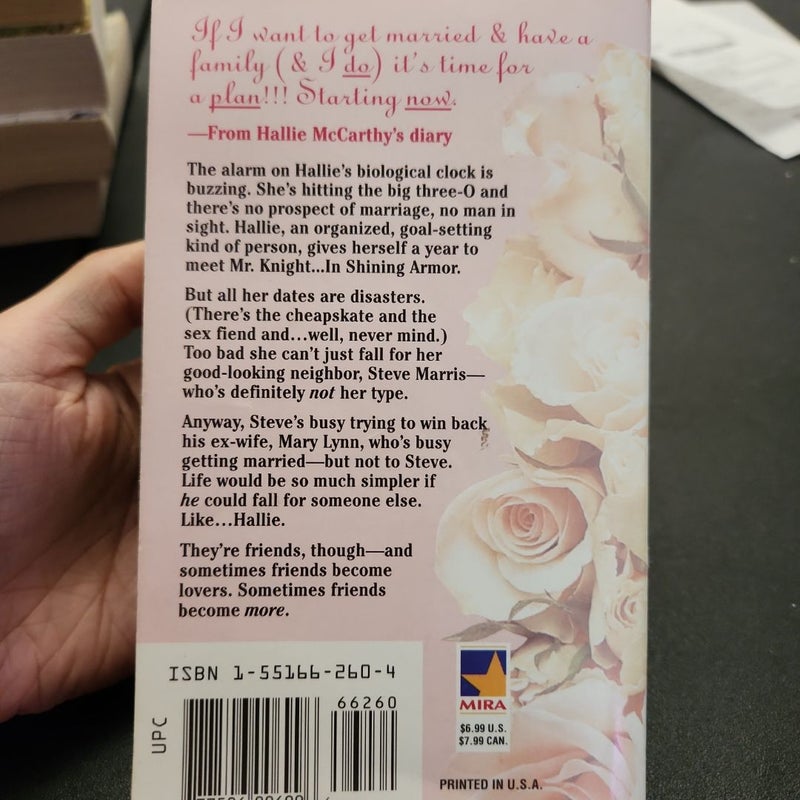 If I want to get married & have a
family (& I do) it's time for
a plan!!! Starting now.
—From Hallie McCarthy's diary
The alarm on Hallie's biological clock is
buzzing. She's hitting the big three-O and
there's no prospect of marriage, no man in
sight. Hallie, an organized, goal-setting
kind of person, gives herself a year to
meet Mr. Knight...In Shining Armor.
But all her dates are disasters.
(There's the cheapskate and the
sex fiend and...well, never mind.)
Too bad she can't just fall for her
good-looking neighbor, Steve Marris—
who's definitely not her type.
Anyway, Steve's busy trying to win back
his ex-wife, Mary Lynn, who's busy
getting married—but not to Steve.
Life would be so much simpler if
he could fall for someone else.
Like...Hallie.
They're friends, though—and
sometimes friends become
lovers. Sometimes friends
become more.
ISBN 1-55166-260-4
66260
UPC
MIRA
$6.99 U.S.
$7.99 CAN.
PRINTED IN U.S.A.